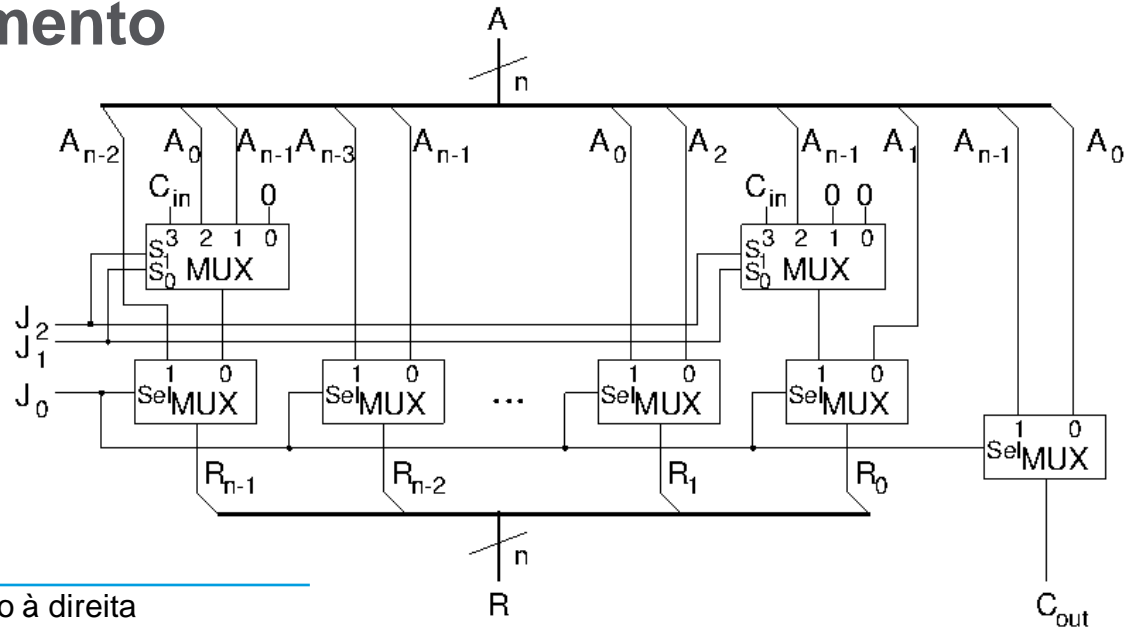 mento
A
n
A n-2 A 0 A n-1 A n-3 A n-1 A 0 A 2 A n-1 A 1 A n-1 A 0
C in 0 C in 0 0
3 2 1 0 3 2 1 0
S 1 MUX S 1 MUX
S 0 S 0
J 2
J 1
1 0 1 0 1 0 1 0
J 0 Sel MUX Sel MUX ... Sel MUX Sel MUX
1 0
Sel MUX
R n-1 R n-2 R 1 R 0
n
o à direita
R C out